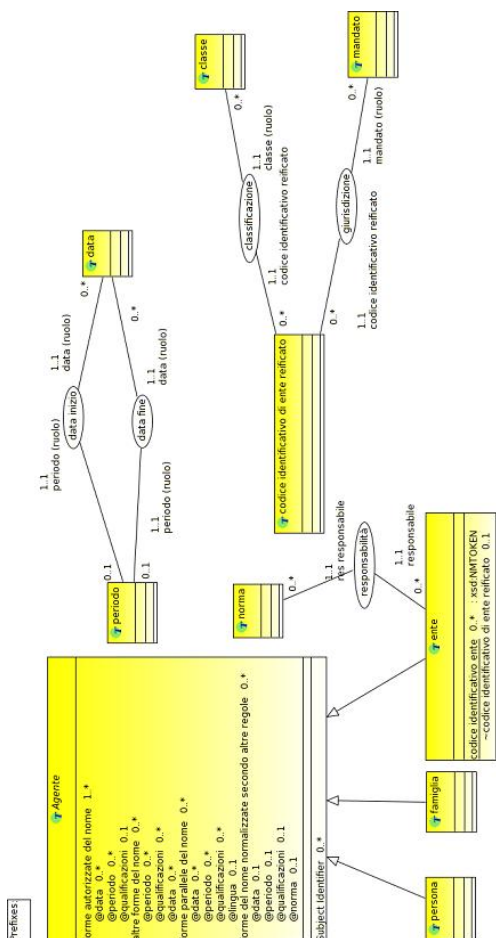 Prefixes:
Agente
orme autorizzate del nome 1..*
@data 0..*
@periodo 0..*
@qualificazioni 0..1
altre forme del nome 0..*
@periodo 0..*
@qualificazioni 0..*
@data 0..*
orme parallele del nome 0..*
@data 0..*
@periodo 0..*
@qualificazioni 0..*
@lingua 0..1
orme del nome normalizzate secondo altre regole 0..*
@data 0..1
@periodo 0..1
@qualificazioni 0..1
@norma 0..1
Subject Identifier 0..*
persona
famiglia
ente
codice identificativo ente 0..* : xsd:NMTOKEN
~codice identificativo di ente reificato 0..1
periodo
0..1
0..1
1..1
periodo (ruolo)
data inizio
1..1
data (ruolo)
0..*
1..1
periodo (ruolo)
data fine
1..1
data (ruolo)
0..*
data
norma
0..*
1..1
res responsabile
responsabilità
1..1
responsabile
0..*
codice identificativo di ente reificato
0..*
1..1
codice identificativo reificato
classificazione
1..1
classe (ruolo)
0..*
classe
0..*
1..1
codice identificativo reificato
giurisdizione
1..1
mandato (ruolo)
0..*
mandato